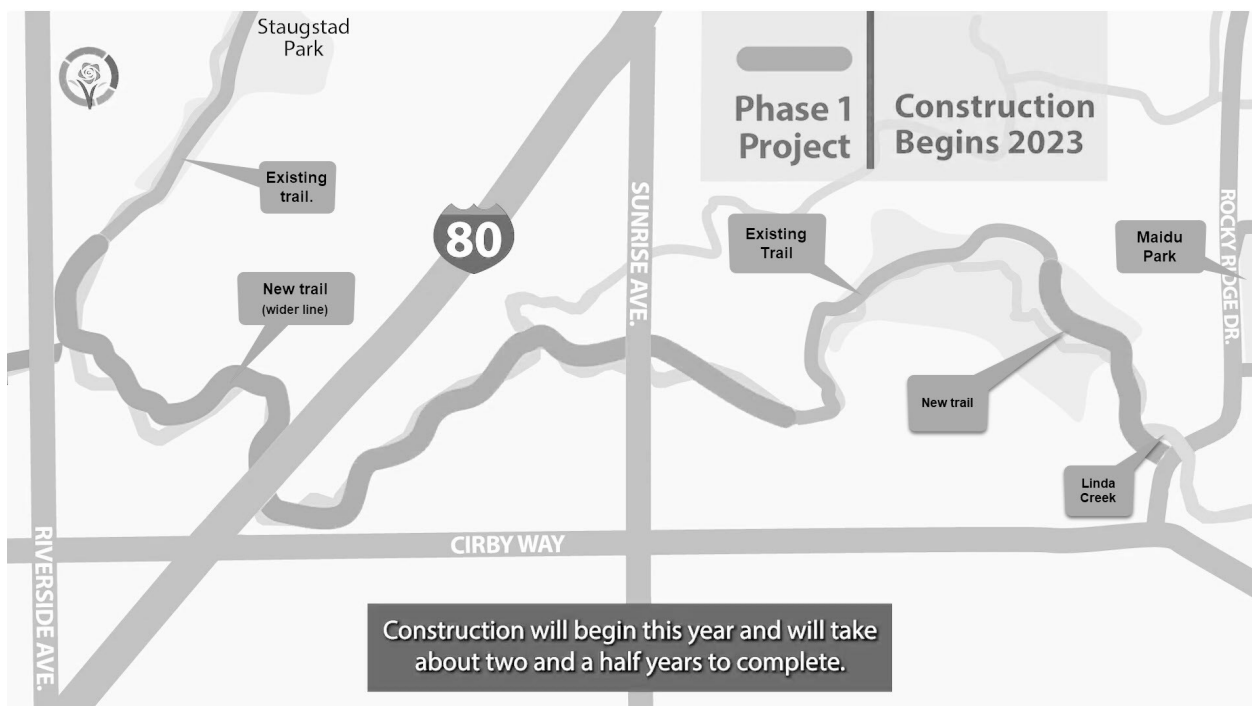 Staugstad
Park
Phase 1
Project
Construction
Begins 2023
Existing
trail.
80
SUNRISE AVE.
Existing
Trail
Maidu
Park
ROCKY RIDGE DR.
New trail
(wider line)
New trail
Linda
Creek
RIVERSIDE AVE.
CIRBY WAY
Construction will begin this year and will take
about two and a half years to complete.